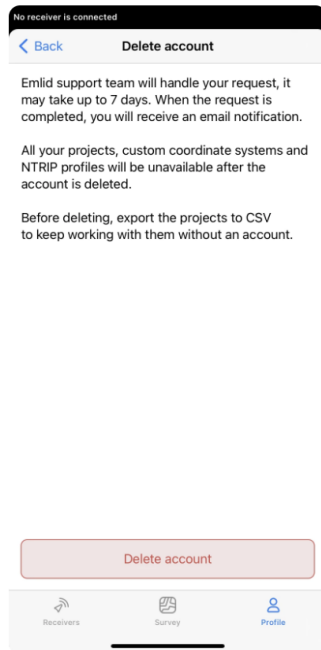 No receiver is connected
Back
Delete account
Emlid support team will handle your request, it
may take up to 7 days. When the request is
completed, you will receive an email notification.
All your projects, custom coordinate systems and
NTRIP profiles will be unavailable after the
account is deleted.
Before deleting, export the projects to CSV
to keep working with them without an account.
Delete account
Receivers
Survey
Profile